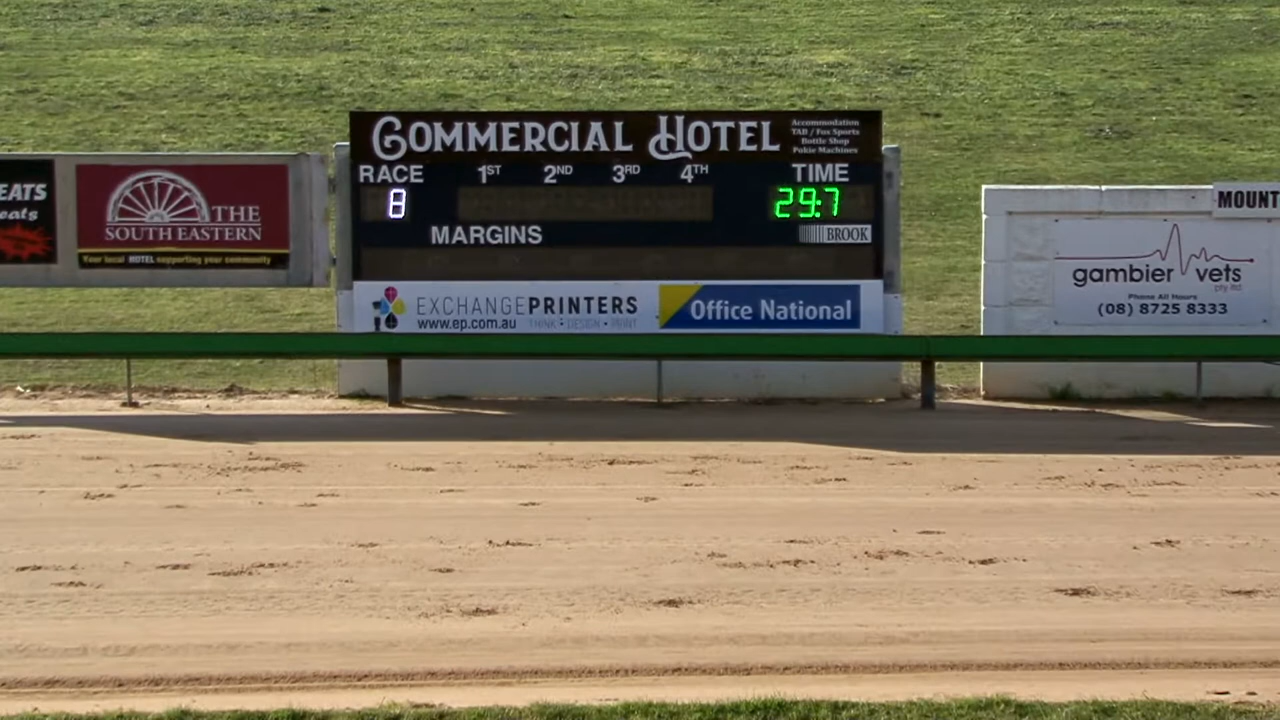 EATS
eats
THE
SOUTH EASTERN
Your local HOTEL supporting your community
COMMERCIAL HOTEL
Accommodation
TAB / Fox Sports
Bottle Shop
Pokie Machines
RACE 1ST 2ND 3RD 4TH TIME
8 29:7
MARGINS BROOK
EXCHANGEPRINTERS
www.ep.com.au THINK • DESIGN • PRINT
Office National
MOUNT
gambier vets
pty ltd
Phone All Hours
(08) 8725 8333